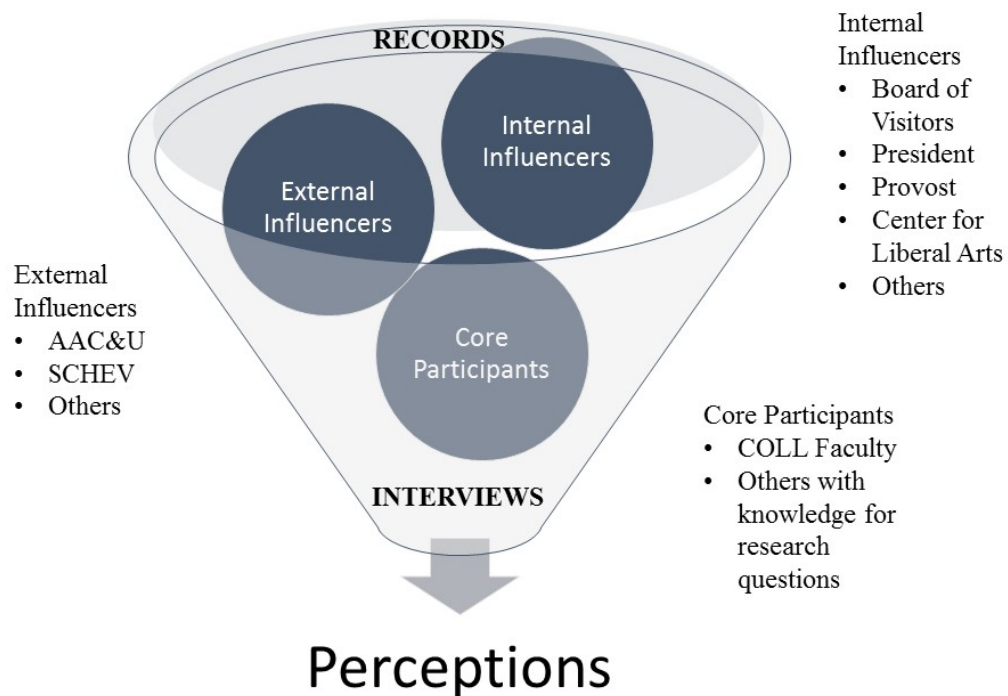 RECORDS
Internal
Influencers
External
Influencers
Core
Participants
INTERVIEWS
Perceptions
Internal
Influencers
• Board of
Visitors
• President
• Provost
• Center for
Liberal Arts
• Others
External
Influencers
• AAC&U
• SCHEV
• Others
Core Participants
• COLL Faculty
• Others with
knowledge for
research
questions